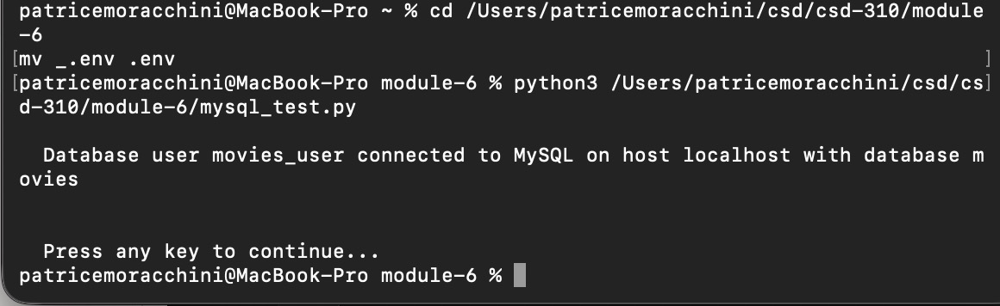 patricemoracchini@MacBook-Pro ~ % cd /Users/patricemoracchini/csd/csd-310/module
-6
[mv _.env .env ]
[patricemoracchini@MacBook-Pro module-6 % python3 /Users/patricemoracchini/csd/cs]
d-310/module-6/mysql_test.py
Database user movies_user connected to MySQL on host localhost with database m
ovies
Press any key to continue...
patricemoracchini@MacBook-Pro module-6 %